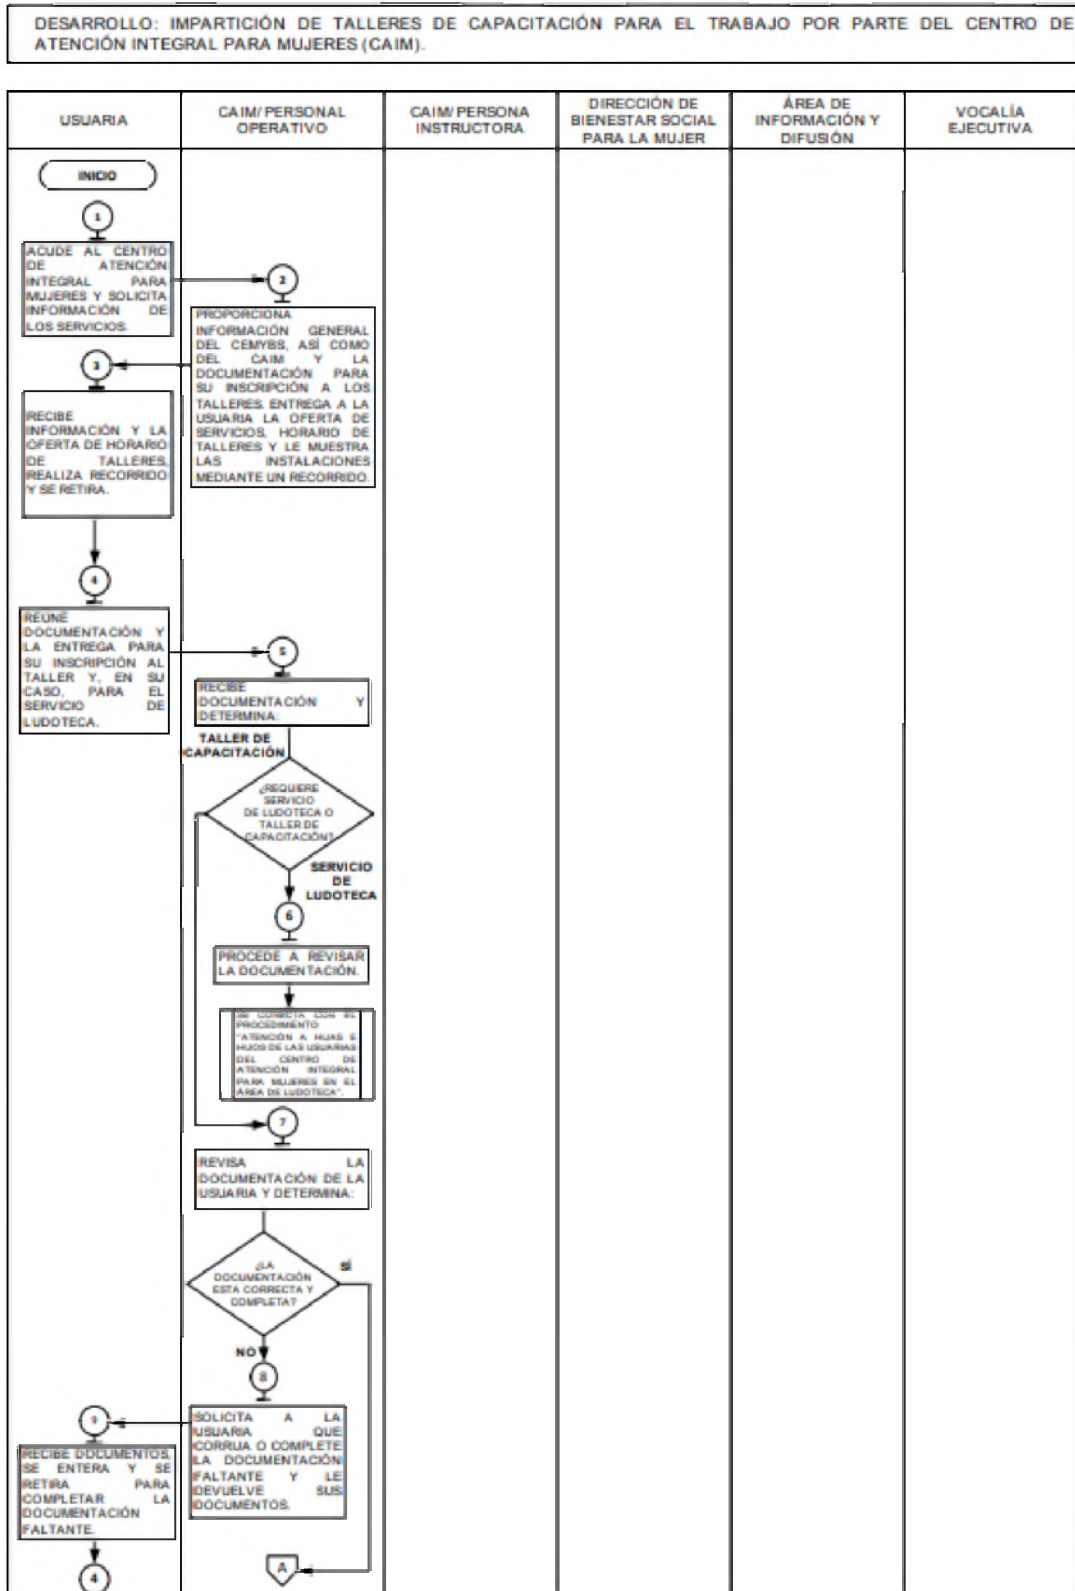 DESARROLLO: IMPARTICIÓN DE TALLERES DE CAPACITACIÓN PARA EL TRABAJO POR PARTE DEL CENTRO DE
ATENCIÓN INTEGRAL PARA MUJERES (CAIM).
USUARIA
CAIM/ PERSONAL
OPERATIVO
CAIM/ PERSONA
INSTRUCTORA
DIRECCIÓN DE
BIENESTAR SOCIAL
PARA LA MUJER
ÁREA DE
INFORMACIÓN Y
DIFUSIÓN
VOCALÍA
EJECUTIVA
INICIO
1
ACUDE AL CENTRO
DE ATENCIÓN
INTEGRAL PARA
MUJERES Y SOLICITA
INFORMACIÓN DE
LOS SERVICIOS.
2
PROPORCIONA
INFORMACIÓN GENERAL
DEL CEMYBS, ASÍ COMO
DEL CAIM Y LA
DOCUMENTACIÓN PARA
SU INSCRIPCIÓN A LOS
TALLERES. ENTREGA A LA
USUARIA LA OFERTA DE
SERVICIOS, HORARIO DE
TALLERES Y LE MUESTRA
LAS INSTALACIONES
MEDIANTE UN RECORRIDO.
3
RECIBE
INFORMACIÓN Y LA
OFERTA DE HORARIO
DE TALLERES,
REALIZA RECORRIDO
Y SE RETIRA.
4
REÚNE
DOCUMENTACIÓN Y
LA ENTREGA PARA
SU INSCRIPCIÓN AL
TALLER Y, EN SU
CASO, PARA EL
SERVICIO DE
LUDOTECA.
5
RECIBE
DOCUMENTACIÓN Y
DETERMINA:
TALLER DE
CAPACITACIÓN
¿REQUIERE
SERVICIO
DE LUDOTECA O
TALLER DE
CAPACITACIÓN?
SERVICIO
DE
LUDOTECA
6
PROCEDE A REVISAR
LA DOCUMENTACIÓN.
SE CONECTA CON EL
PROCEDIMIENTO
"ATENCIÓN A HIJAS E
HIJOS DE LAS USUARIAS
DEL CENTRO DE
ATENCIÓN INTEGRAL
PARA MUJERES EN EL
ÁREA DE LUDOTECA".
7
REVISA LA
DOCUMENTACIÓN DE LA
USUARIA Y DETERMINA:
¿LA
DOCUMENTACIÓN
ESTA CORRECTA Y
COMPLETA?
SÍ
NO
8
SOLICITA A LA
USUARIA QUE
CORRIJA O COMPLETE
LA DOCUMENTACIÓN
FALTANTE Y LE
DEVUELVE SUS
DOCUMENTOS.
9
RECIBE DOCUMENTOS,
SE ENTERA Y SE
RETIRA PARA
COMPLETAR LA
DOCUMENTACIÓN
FALTANTE.
4
A